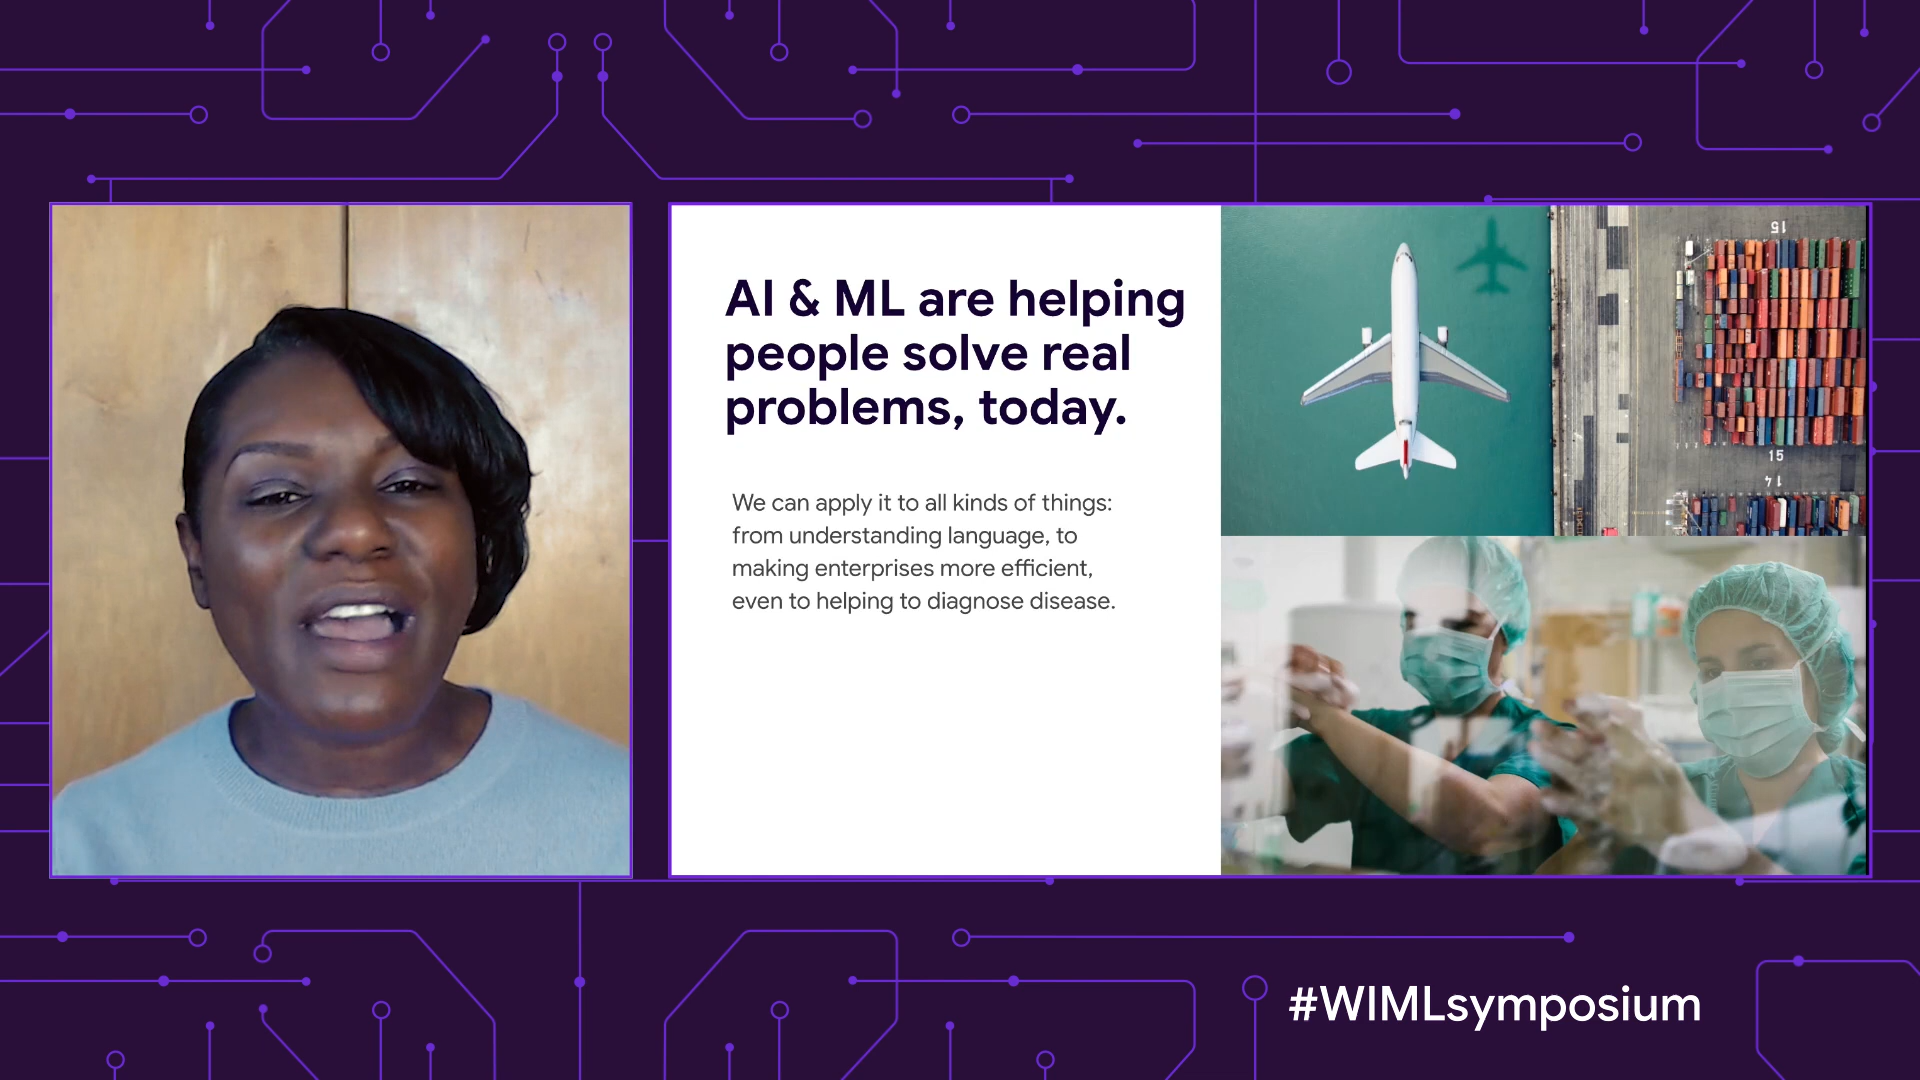 AI & ML are helping
people solve real
problems, today.
We can apply it to all kinds of things:
from understanding language, to
making enterprises more efficient,
even to helping to diagnose disease.
15
15
14
#WIMLsymposium